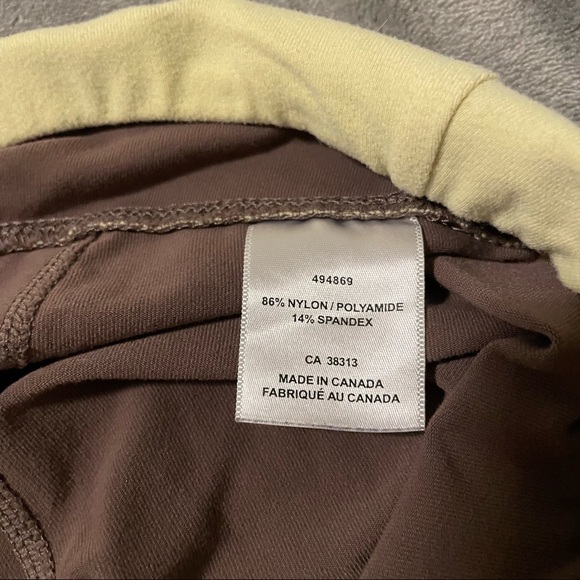 494869
86% NYLON / POLYAMIDE
14% SPANDEX
CA 38313
MADE IN CANADA
FABRIQUÉ AU CANADA